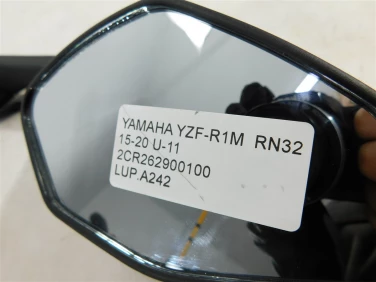 YAMAHA YZF-R1M RN32
15-20 U-11
2CR262900100
LUP.A242